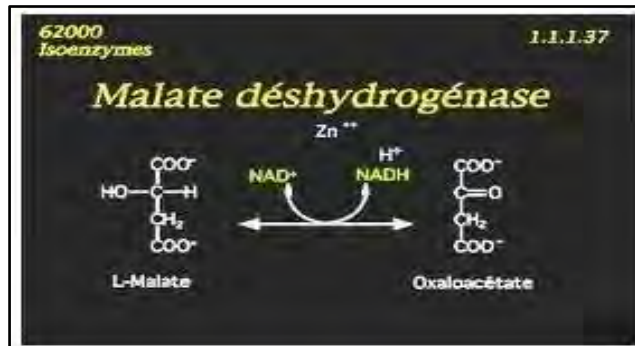 62000
Isoenzymes
1.1.1.37
Malate déshydrogénase
Zn ++
H+
NAD+ NADH
COO-
HO-C-H
CH2
COO-
L-Malate
COO-
C=O
CH2
COO-
Oxaloacétate